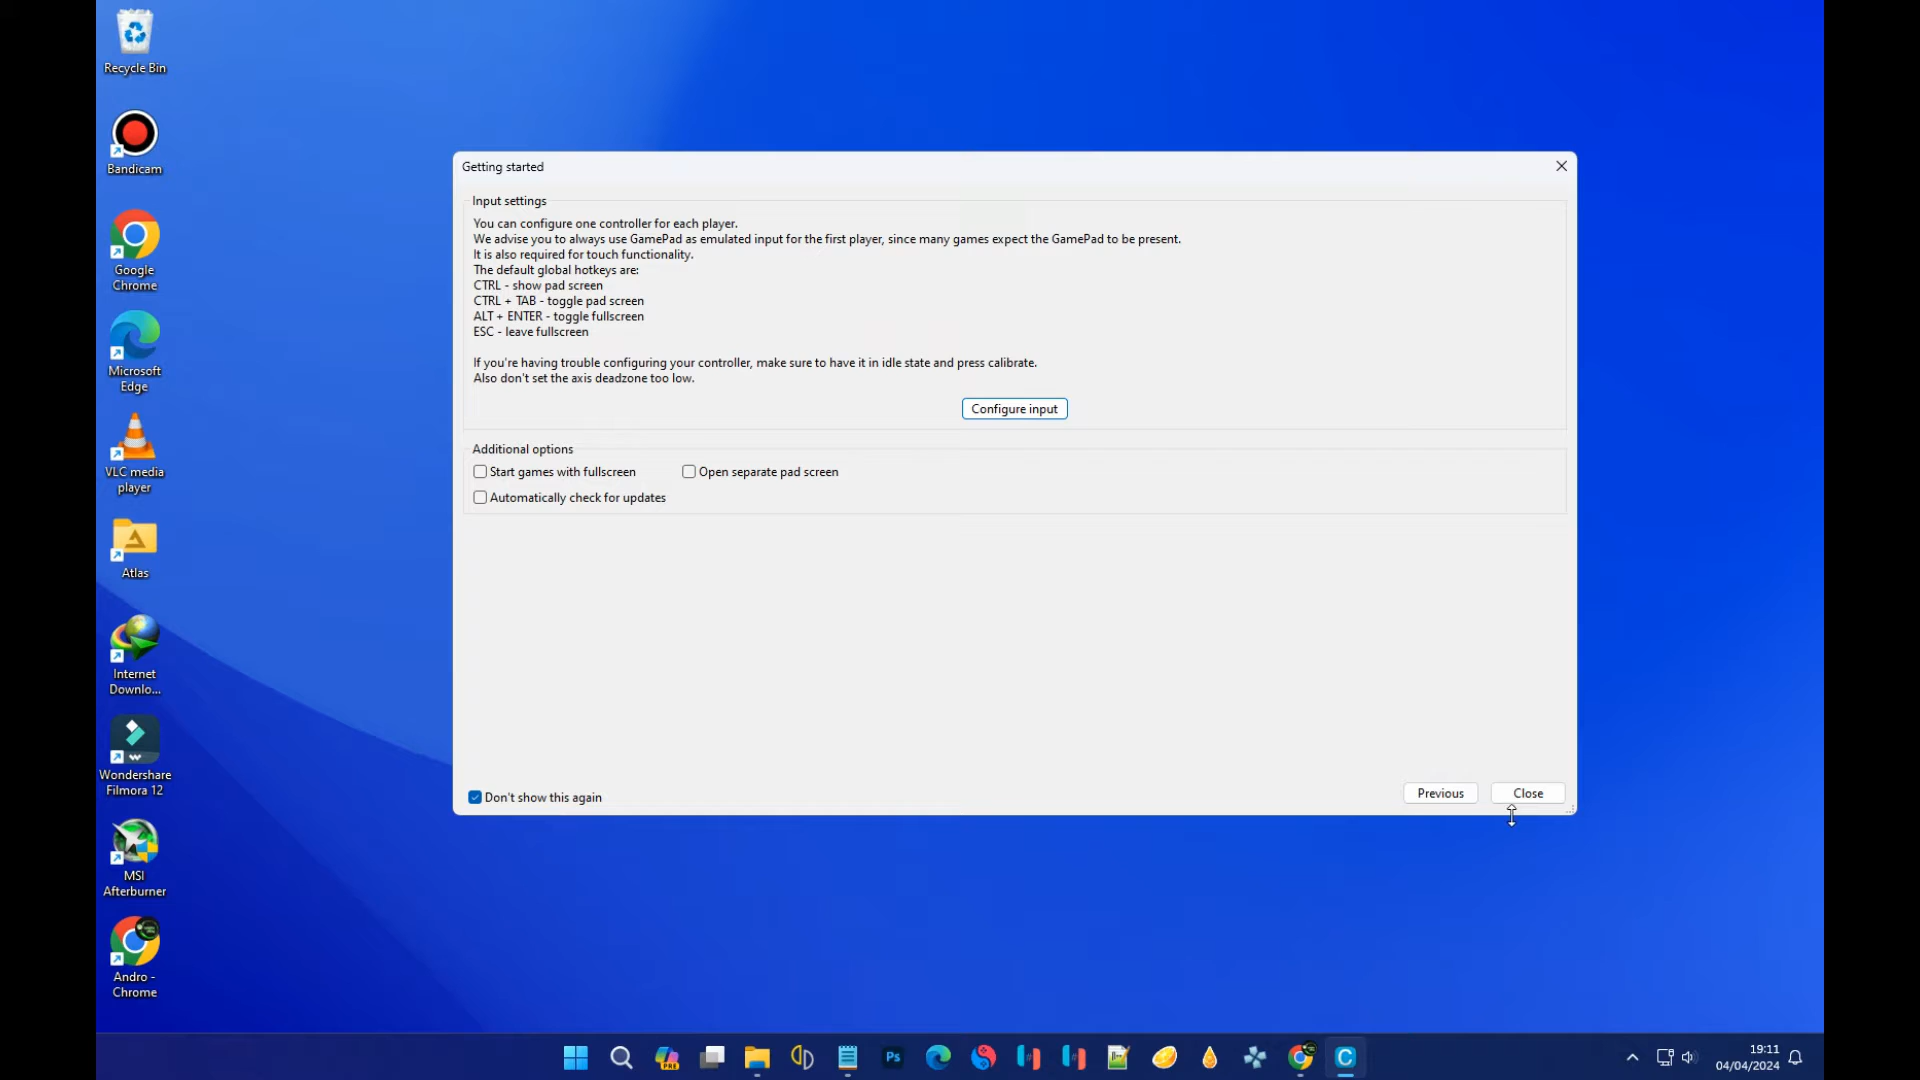 Recycle Bin
Bandicam
Google
Chrome
Microsoft
Edge
VLC media
player
Atlas
Internet
Downlo...
Wondershare
Filmora 12
MSI
Afterburner
Andro -
Chrome
Getting started
Input settings
You can configure one controller for each player.
We advise you to always use GamePad as emulated input for the first player, since many games expect the GamePad to be present.
It is also required for touch functionality.
The default global hotkeys are:
CTRL - show pad screen
CTRL + TAB - toggle pad screen
ALT + ENTER - toggle fullscreen
ESC - leave fullscreen
If you're having trouble configuring your controller, make sure to have it in idle state and press calibrate.
Also don't set the axis deadzone too low.
Configure input
Additional options
Start games with fullscreen Open separate pad screen
Automatically check for updates
Don't show this again Previous Close
PRE Ps C
19:11
04/04/2024